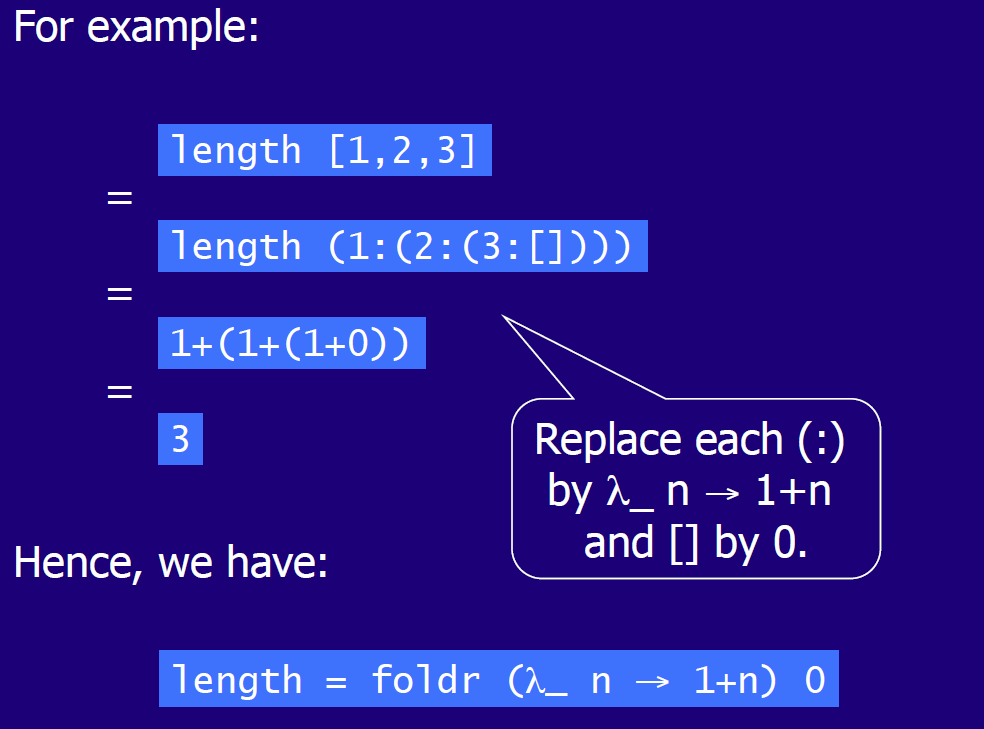 For example:
length [1,2,3]
=
length (1:(2:(3:[])))
=
1+(1+(1+0))
=
3
Replace each (:)
by λ_ n → 1+n
and [] by 0.
Hence, we have:
length = foldr (λ_ n → 1+n) 0